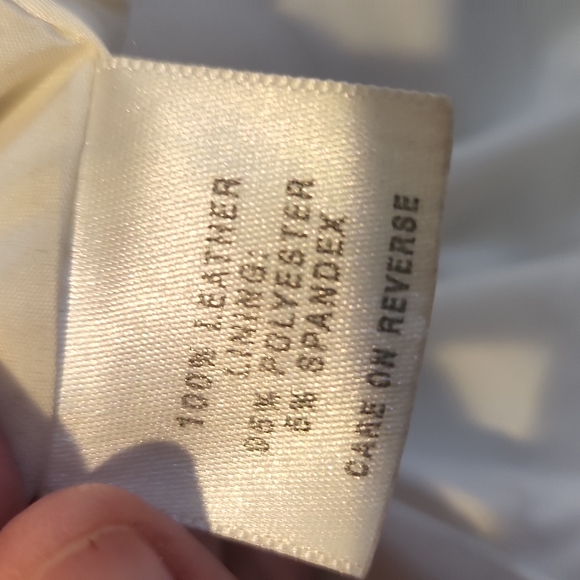 100% LEATHER
LINING:
95% POLYESTER
5% SPANDEX
CARE ON REVERSE